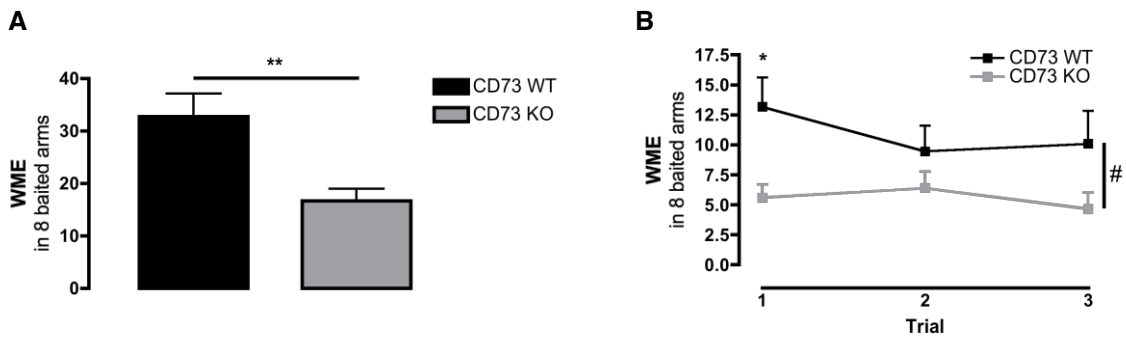 A
WME
in 8 baited arms
40
30
20
10
0
**
CD73 WT
CD73 KO
B
WME
in 8 baited arms
17.5
15.0
12.5
10.0
7.5
5.0
2.5
0.0
*
CD73 WT
CD73 KO
#
1 2 3
Trial